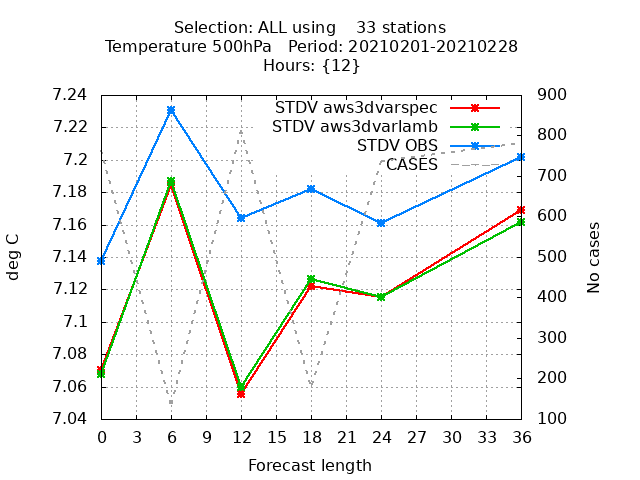 Selection: ALL using    33 stations
Temperature 500hPa   Period: 20210201-20210228
Hours: {12}
STDV aws3dvarspec
STDV aws3dvarlamb
STDV OBS
CASES
deg C
7.24
7.22
7.2
7.18
7.16
7.14
7.12
7.1
7.08
7.06
7.04
900
800
700
600
500
400
300
200
100
No cases
0 3 6 9 12 15 18 21 24 27 30 33 36
Forecast length